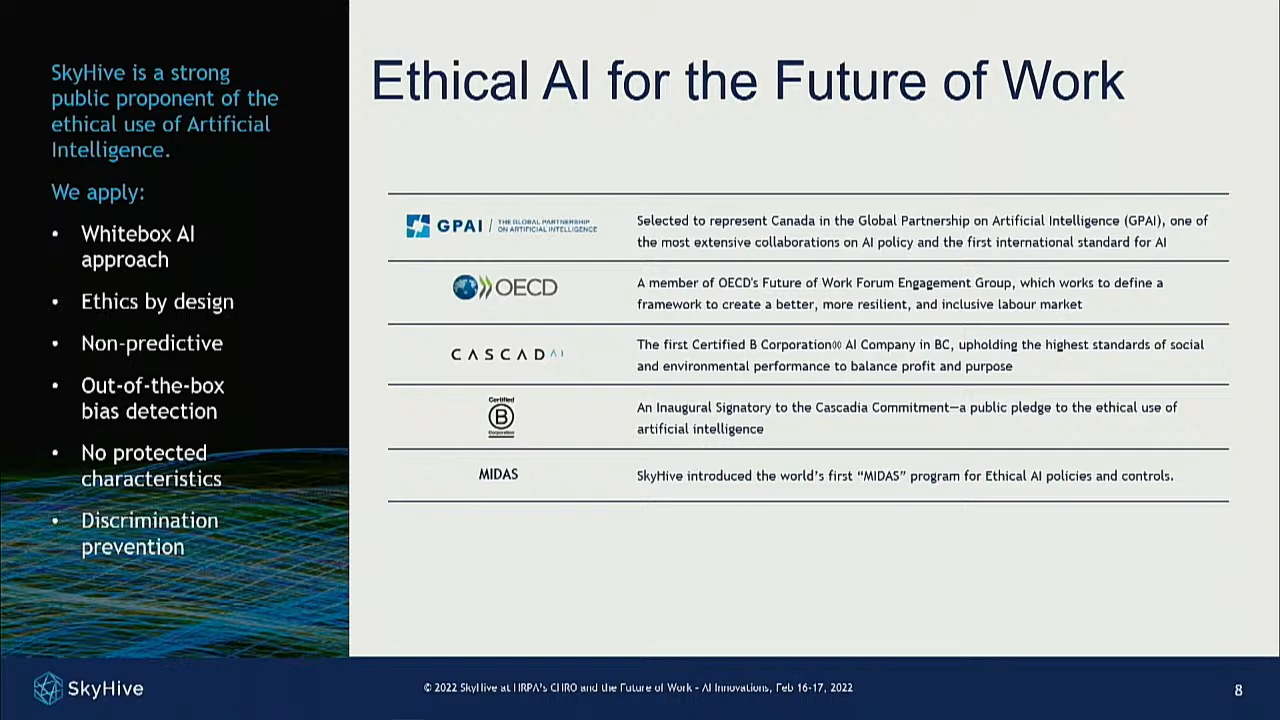 SkyHive is a strong
public proponent of the
ethical use of Artificial
Intelligence.
We apply:
• Whitebox AI
approach
• Ethics by design
• Non-predictive
• Out-of-the-box
bias detection
• No protected
characteristics
• Discrimination
prevention
Ethical AI for the Future of Work
GPAI / THE GLOBAL PARTNERSHIP
ON ARTIFICIAL INTELLIGENCE
Selected to represent Canada in the Global Partnership on Artificial Intelligence (GPAI), one of
the most extensive collaborations on AI policy and the first international standard for AI
OECD
A member of OECD's Future of Work Forum Engagement Group, which works to define a
framework to create a better, more resilient, and inclusive labour market
CASCADAI
The first Certified B Corporation®® AI Company in BC, upholding the highest standards of social
and environmental performance to balance profit and purpose
Certified
B
Corporation
An Inaugural Signatory to the Cascadia Commitment—a public pledge to the ethical use of
artificial intelligence
MIDAS
SkyHive introduced the world's first “MIDAS” program for Ethical AI policies and controls.
SkyHive
© 2022 SkyHive at HRPA's CHRO and the Future of Work - AI Innovations, Feb 16-17, 2022
8